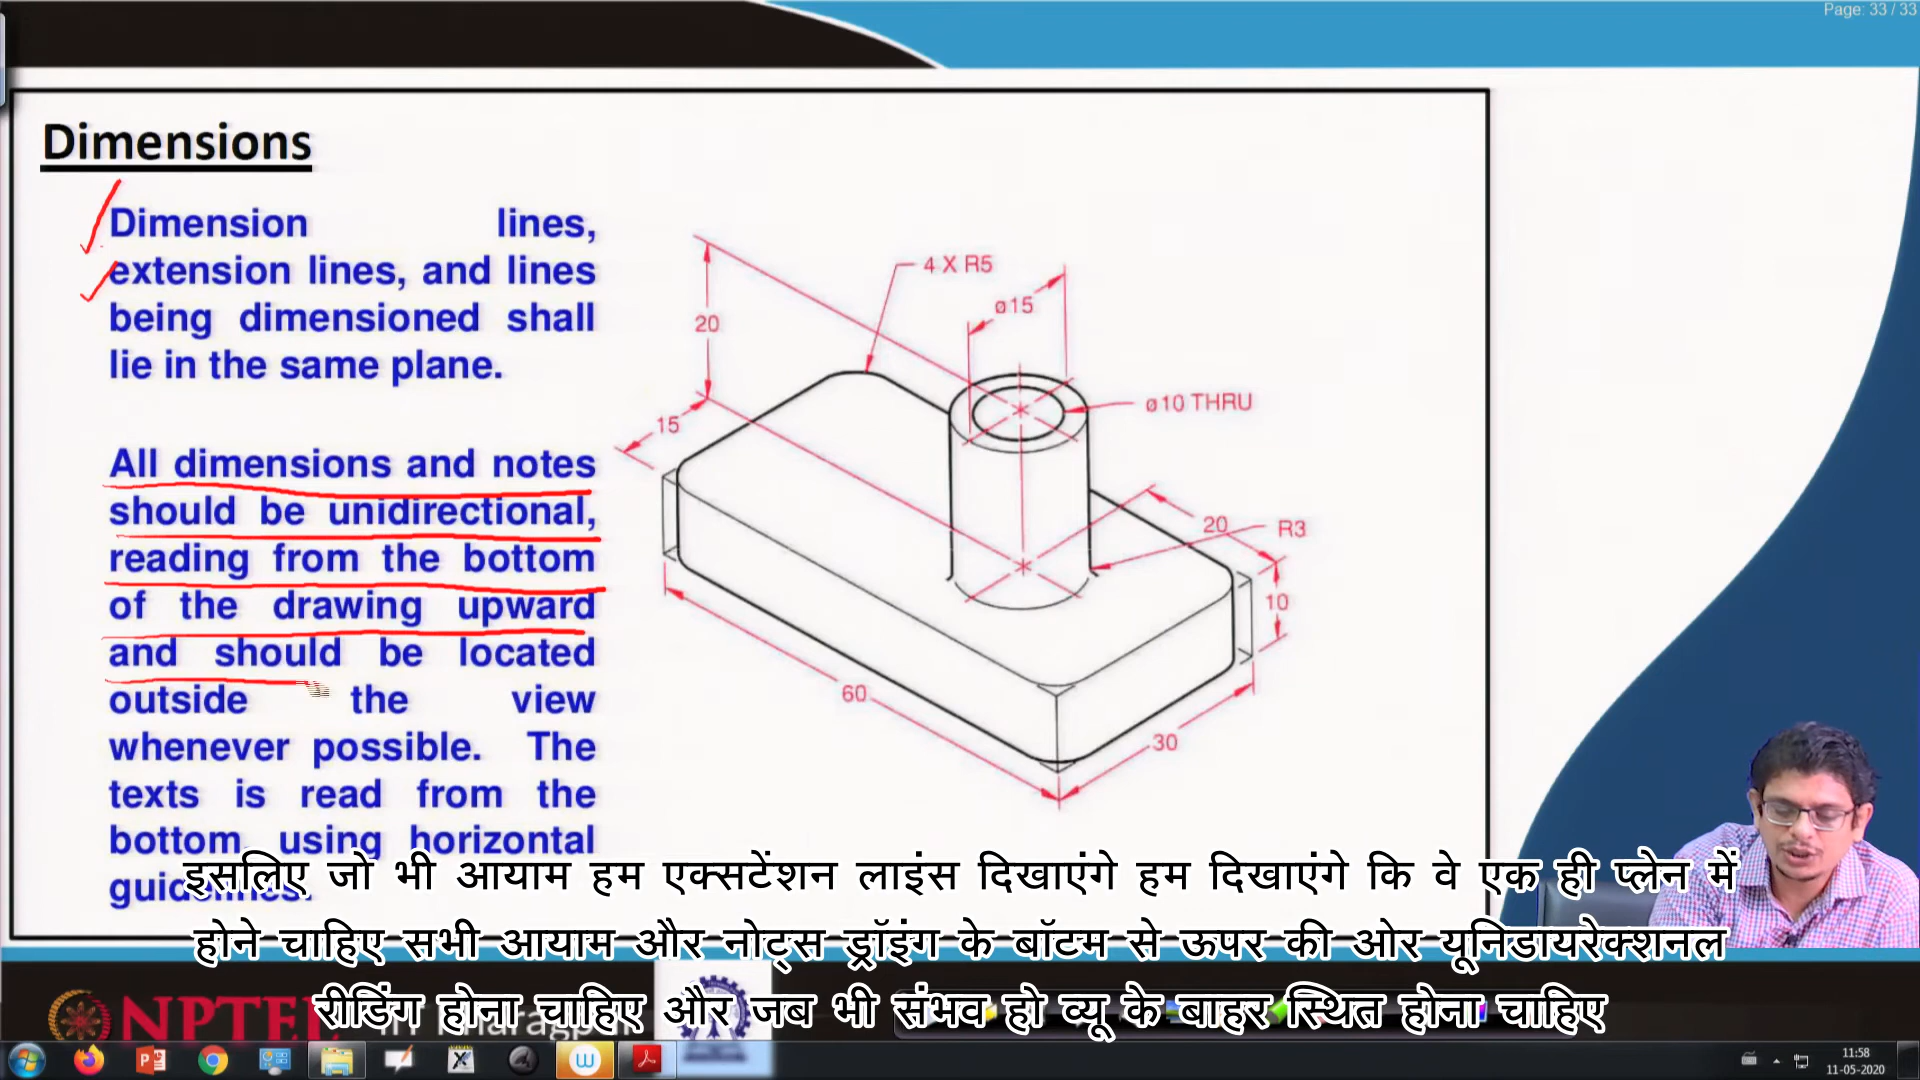 Page: 33 / 33
Dimensions
Dimension lines,
extension lines, and lines
being dimensioned shall
lie in the same plane.
All dimensions and notes
should be unidirectional,
reading from the bottom
of the drawing upward
and should be located
outside the view
whenever possible. The
texts is read from the
bottom using horizontal
4 X R5
ø15
20
ø10 THRU
15
20
R3
10
60
30
इसलिए जो भी आयाम हम एक्सटेंशन लाइंस दिखाएंगे हम दिखाएंगे कि वे एक ही प्लेन में
होने चाहिए सभी आयाम और नोट्स ड्रॉइंग के बॉटम से ऊपर की ओर यूनिडायरेक्शनल
रीडिंग होना चाहिए और जब भी संभव हो व्यू के बाहर स्थित होना चाहिए
NPTEL
11:58
11-05-2020